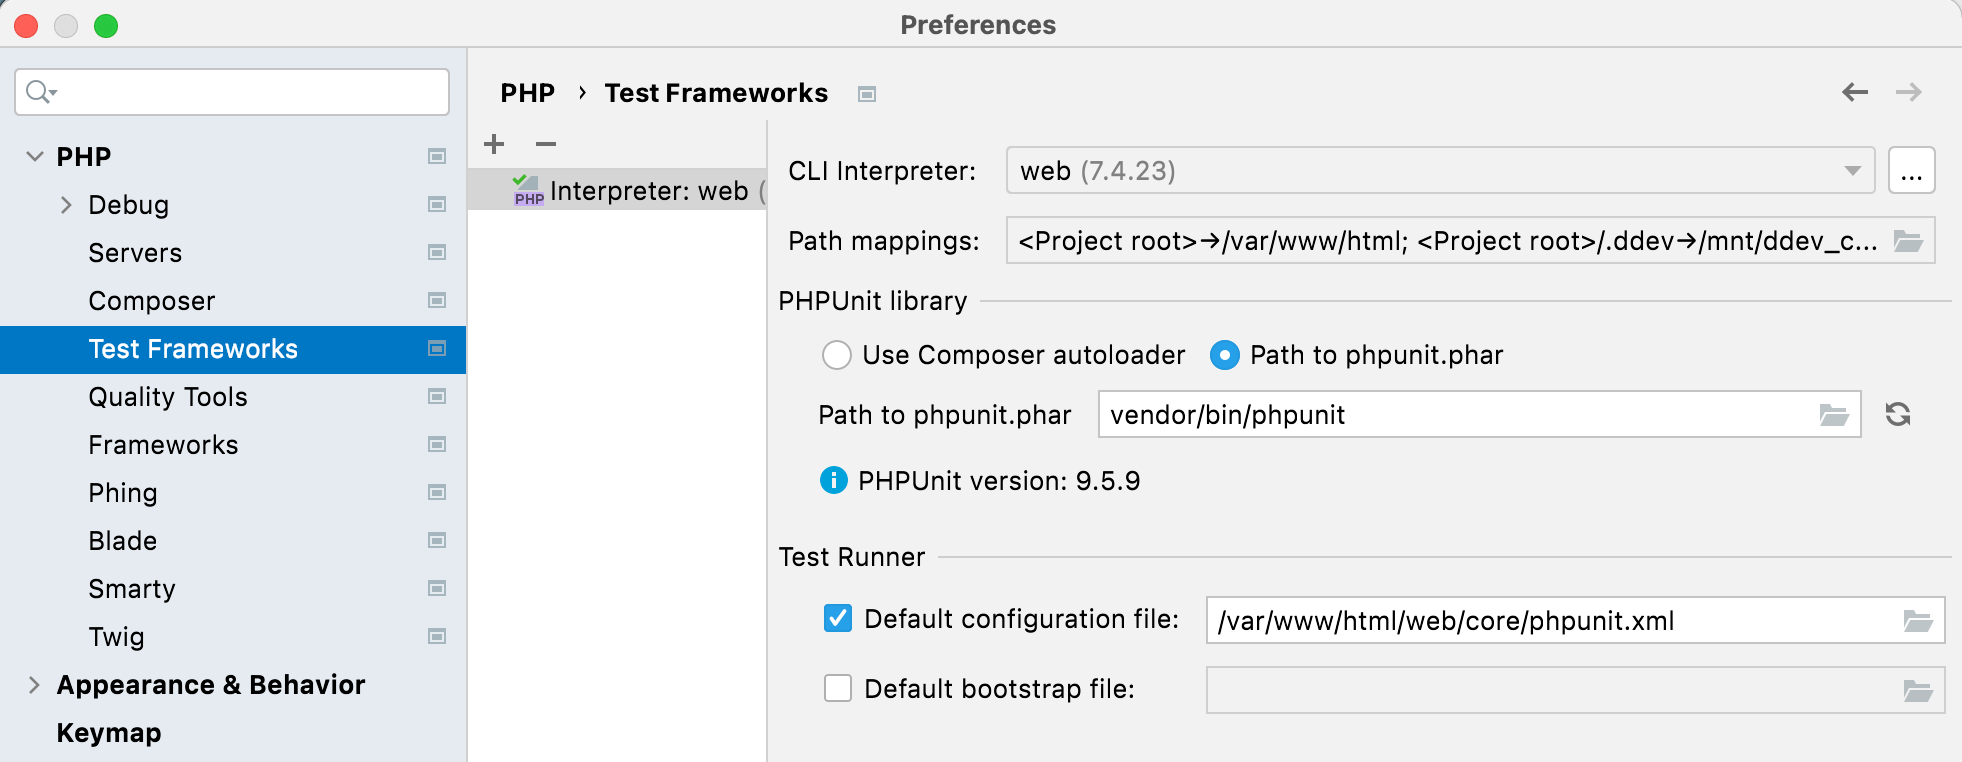 Preferences
PHP
Debug
Servers
Composer
Test Frameworks
Quality Tools
Frameworks
Phing
Blade
Smarty
Twig
Appearance & Behavior
Keymap
PHP › Test Frameworks
+ −
PHP Interpreter: web (
CLI Interpreter: web (7.4.23) ...
Path mappings: <Project root>→/var/www/html; <Project root>/.ddev→/mnt/ddev_c...
PHPUnit library
Use Composer autoloader Path to phpunit.phar
Path to phpunit.phar vendor/bin/phpunit
PHPUnit version: 9.5.9
Test Runner
Default configuration file: /var/www/html/web/core/phpunit.xml
Default bootstrap file: